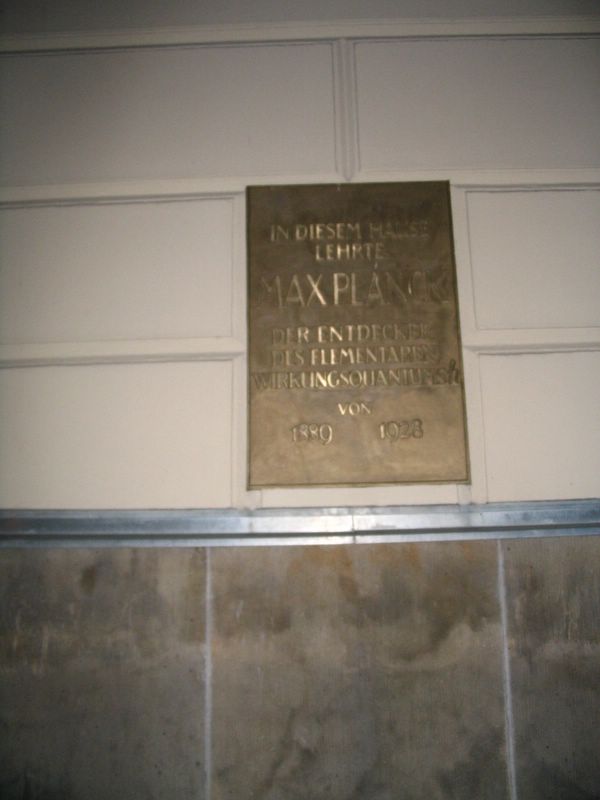 IN DIESEM HAUSE
LEHRTE
MAX PLANCK
DER ENTDECKER
DES ELEMENTAREN
WIRKUNGSQUANTUMS h
VON
1889 1928